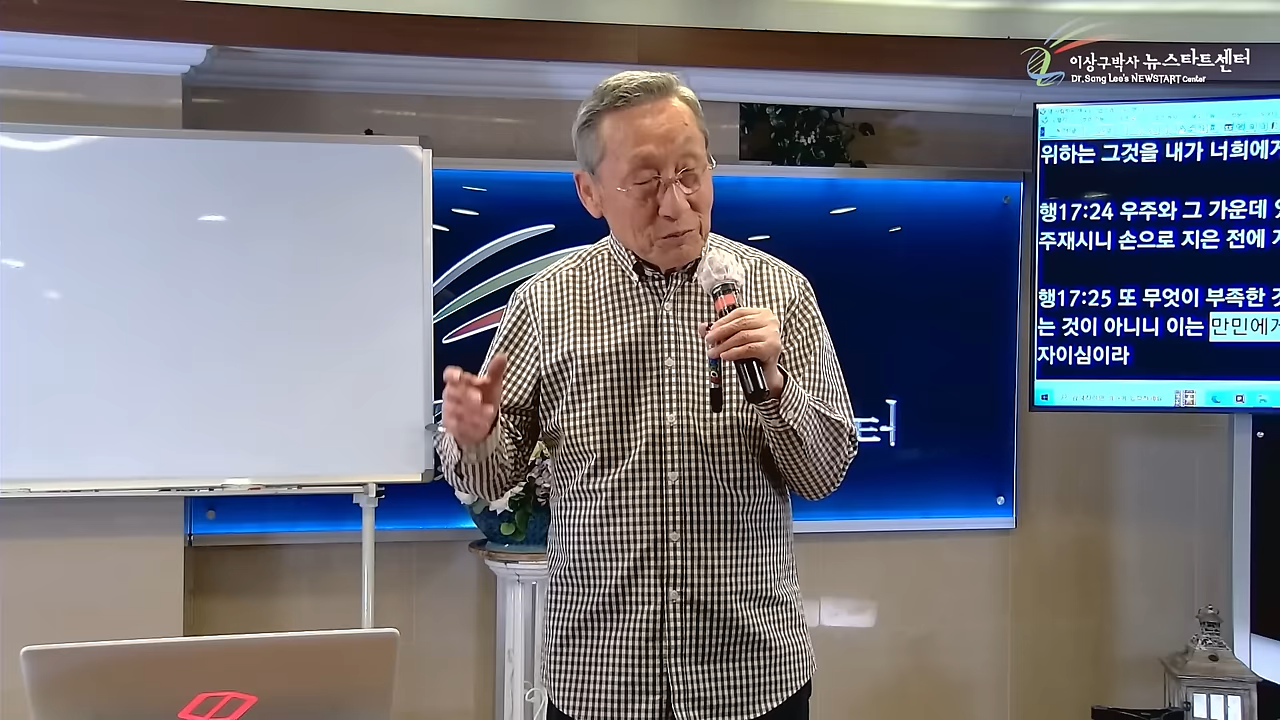 이상구박사 뉴스타트센터
Dr. Sang Lee's NEWSTART Center
위하는 그것을 내가 너희에게
행17:24 우주와 그 가운데
주재시니 손으로 지은 전에
행17:25 또 무엇이 부족한
는 것이 아니니 이는 만민에게
자이심이라
터